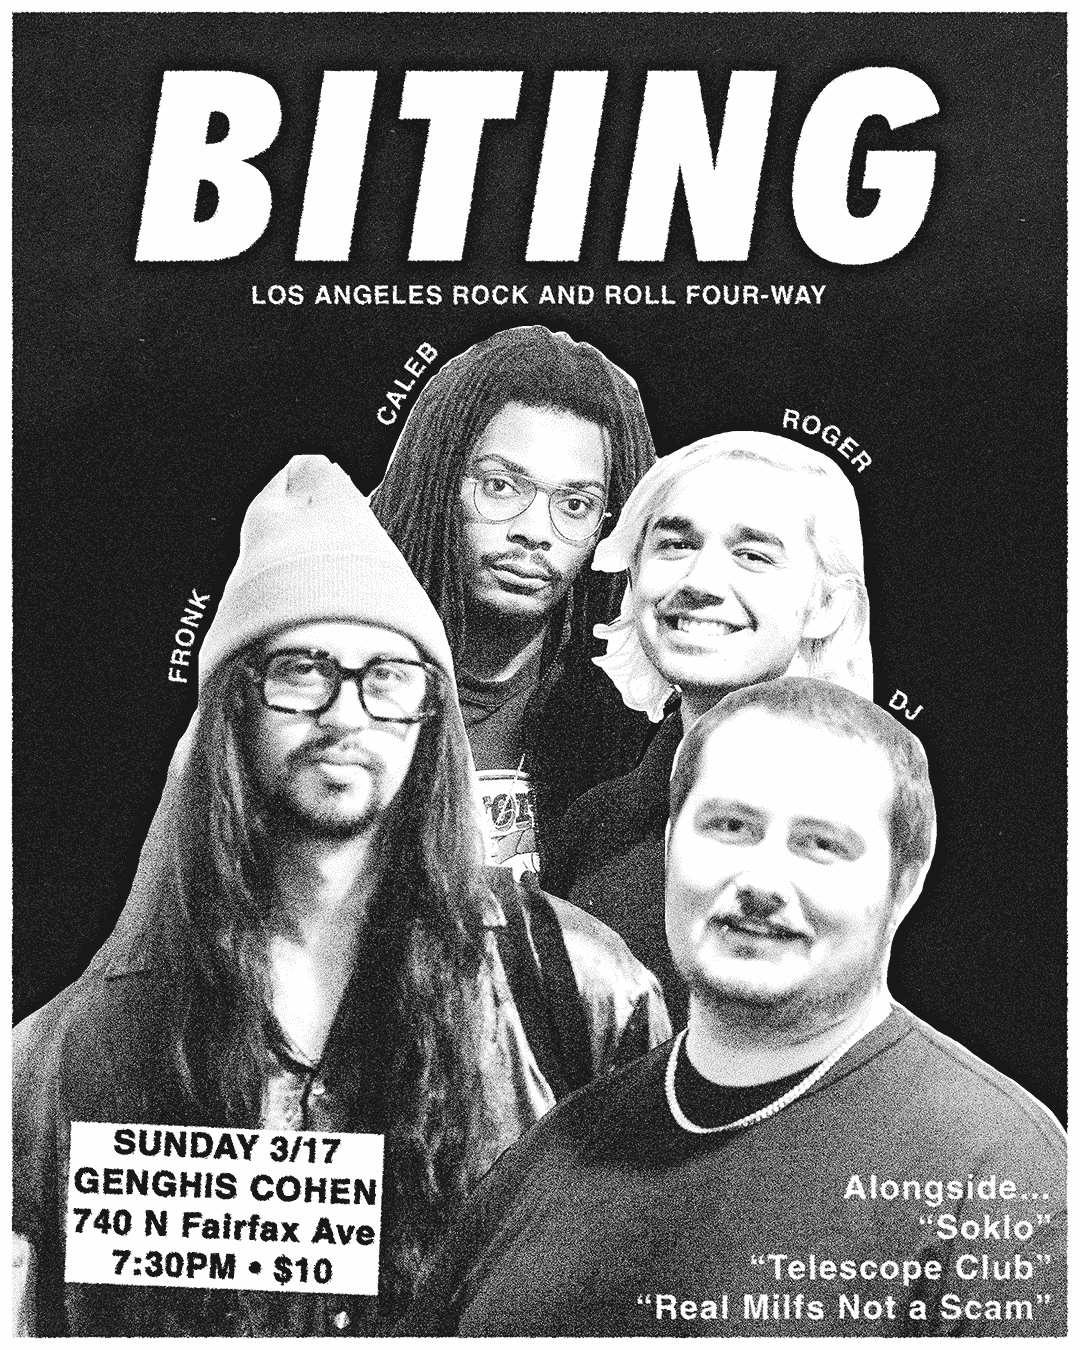 BITING
LOS ANGELES ROCK AND ROLL FOUR-WAY
CALEB
ROGER
FRONK
DJ
SUNDAY 3/17
GENGHIS COHEN
740 N Fairfax Ave
7:30PM • $10
Alongside...
“Soklo”
“Telescope Club”
“Real Milfs Not a Scam”